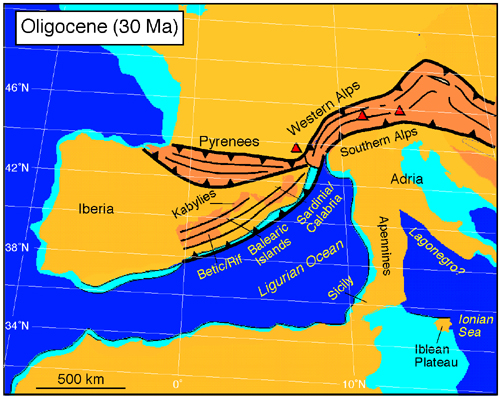 Oligocene (30 Ma)
46°N
42°N
38°N
34°N
Western Alps
Pyrenees
Southern Alps
Adria
Iberia
Kabylies
Sardinia/
Calabria
Balearic
Islands
Betic/Rif
Ligurian Ocean
Apennines
Lagonegro?
Sicily
Ionian
Sea
Iblean
Plateau
500 km
0°
10°N